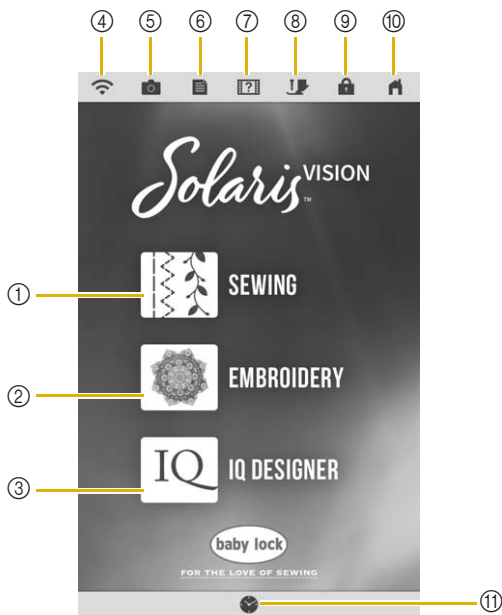 ④ ⑤ ⑥ ⑦ ⑧ ⑨ ⑩
?
Solaris VISION
™
① SEWING
② EMBROIDERY
③ IQ IQ DESIGNER
baby lock
FOR THE LOVE OF SEWING
⑪